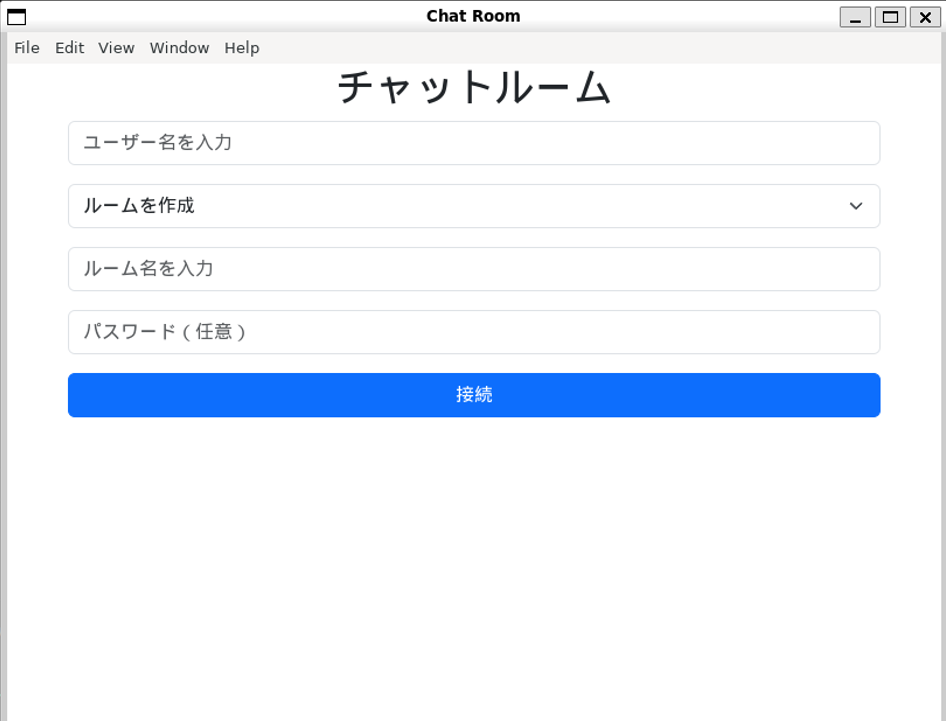 Chat Room
File Edit View Window Help
チャットルーム
ユーザー名を入力
ルームを作成
ルーム名を入力
パスワード（任意）
接続